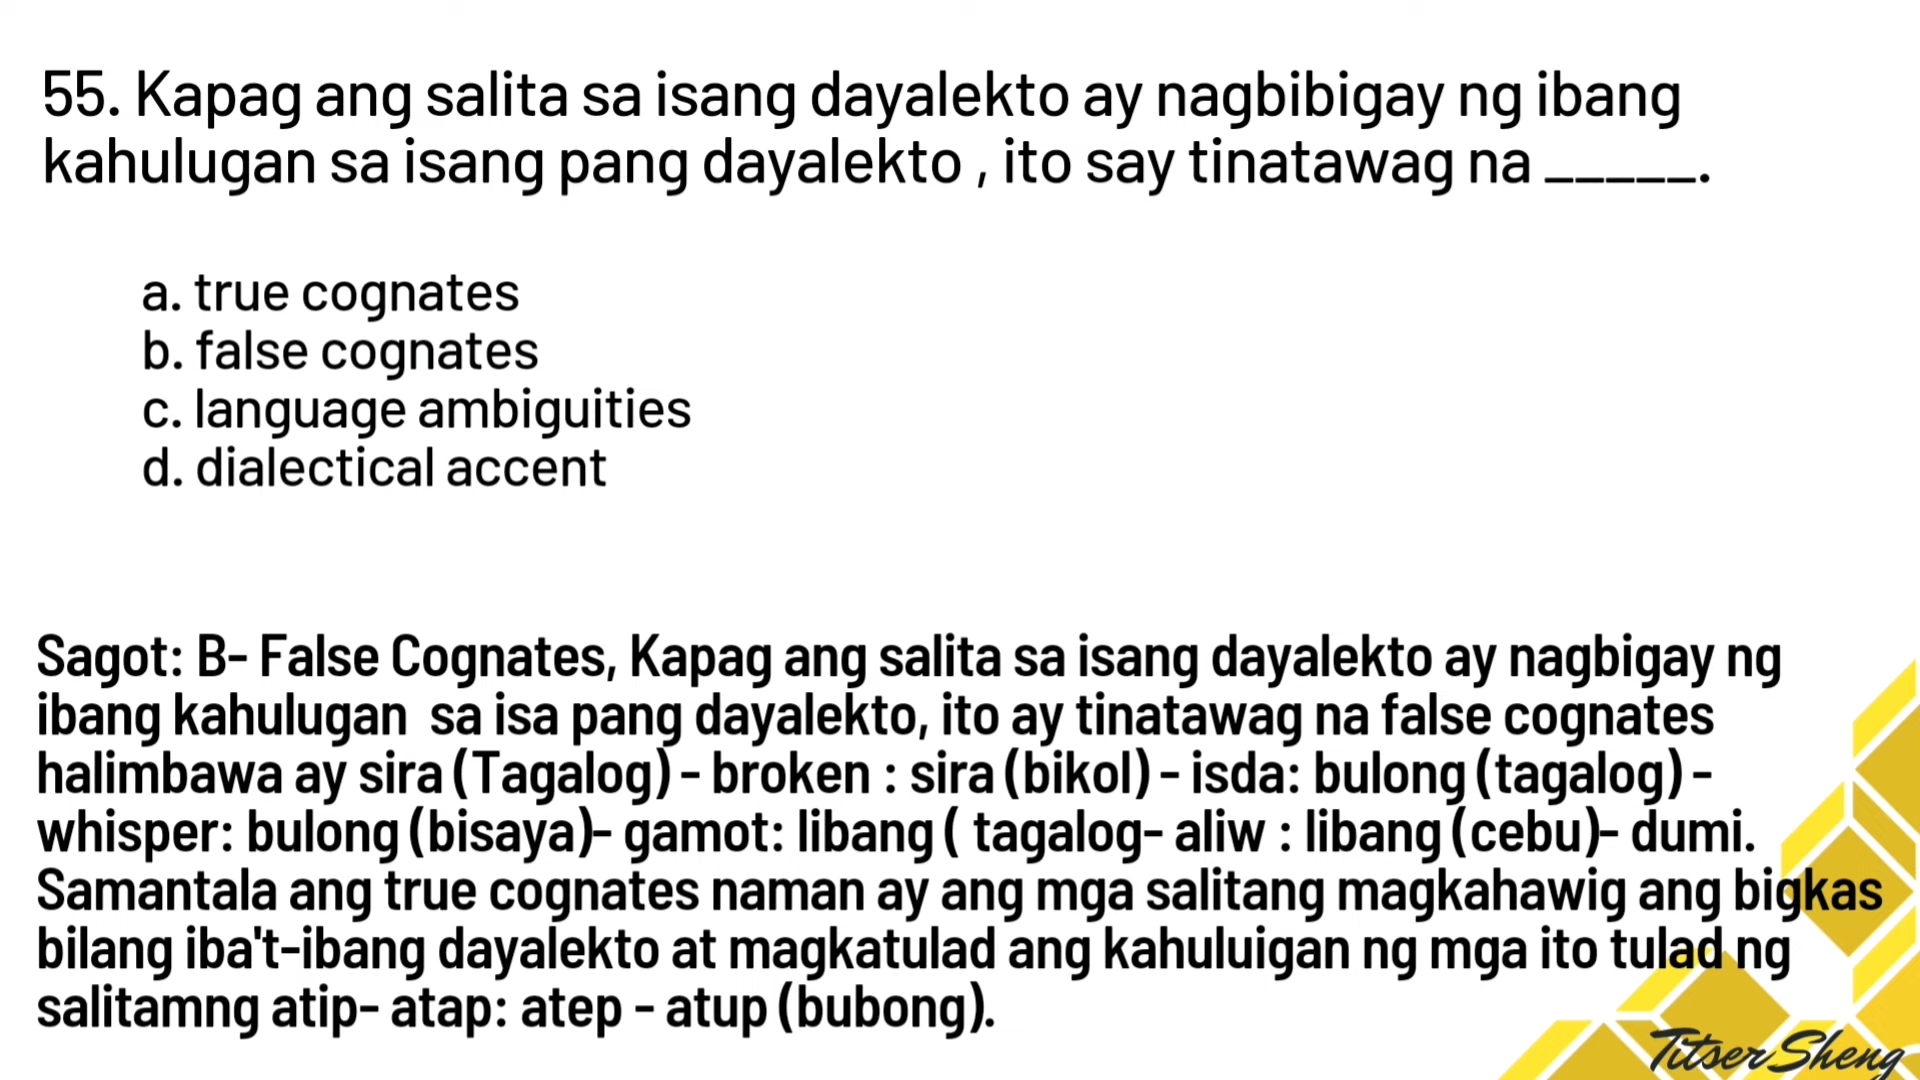 55. Kapag ang salita sa isang dayalekto ay nagbibigay ng ibang
kahulugan sa isang pang dayalekto , ito say tinatawag na _____.
a. true cognates
b. false cognates
c. language ambiguities
d. dialectical accent
Sagot: B- False Cognates, Kapag ang salita sa isang dayalekto ay nagbigay ng
ibang kahulugan  sa isa pang dayalekto, ito ay tinatawag na false cognates
halimbawa ay sira (Tagalog) - broken : sira (bikol) - isda: bulong (tagalog) -
whisper: bulong (bisaya)- gamot: libang ( tagalog- aliw : libang (cebu)- dumi.
Samantala ang true cognates naman ay ang mga salitang magkahawig ang bigkas
bilang iba't-ibang dayalekto at magkatulad ang kahuluigan ng mga ito tulad ng
salitamng atip- atap: atep - atup (bubong).
Titser Sheng